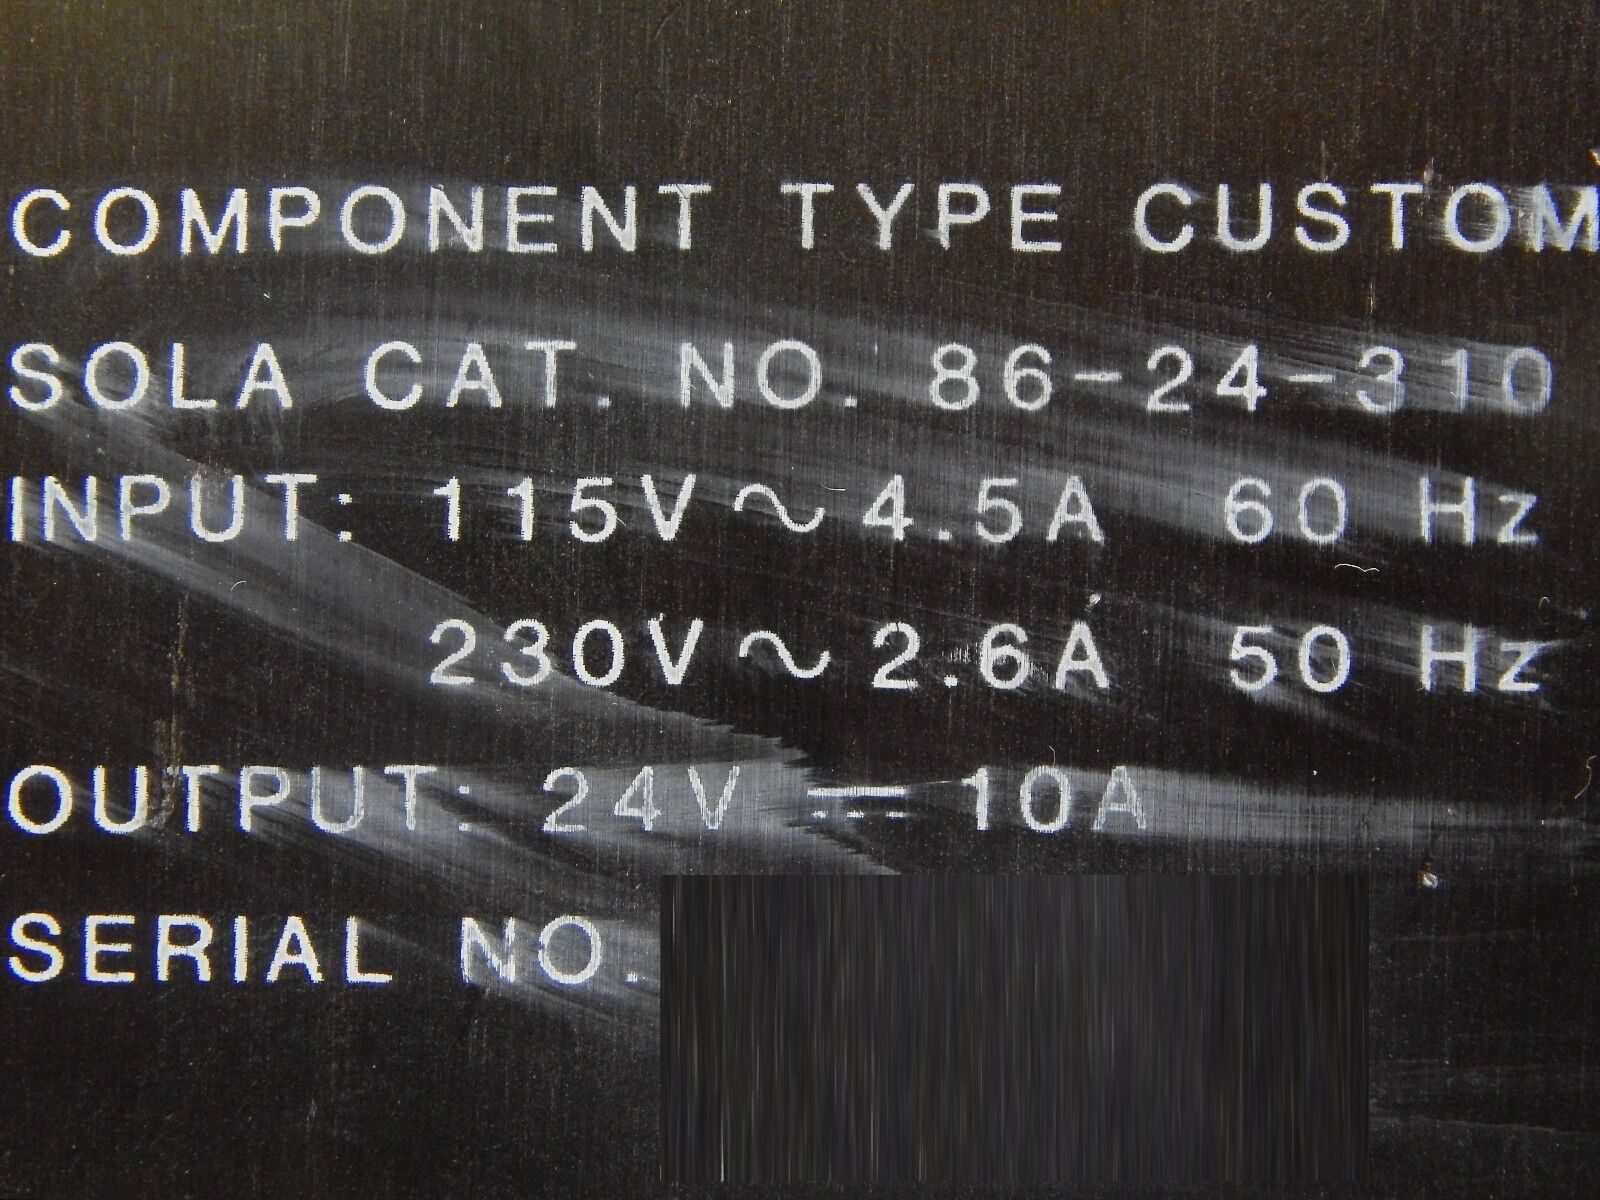 COMPONENT TYPE CUSTOM
SOLA CAT. NO. 86-24-310
INPUT: 115V∿4.5A 60 Hz
230V∿2.6A 50 Hz
OUTPUT: 24V⎓10A
SERIAL NO.